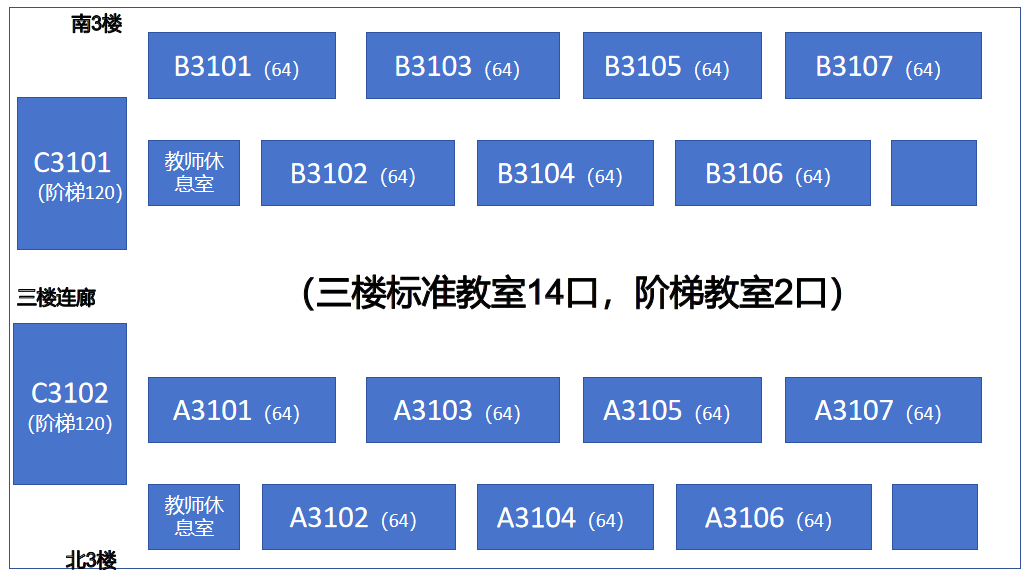 南3楼
B3101（64）
B3103（64）
B3105（64）
B3107（64）
C3101
（阶梯120）
教师休
息室
B3102（64）
B3104（64）
B3106（64）
三楼连廊
（三楼标准教室14口，阶梯教室2口）
C3102
（阶梯120）
A3101（64）
A3103（64）
A3105（64）
A3107（64）
教师休
息室
A3102（64）
A3104（64）
A3106（64）
北3楼